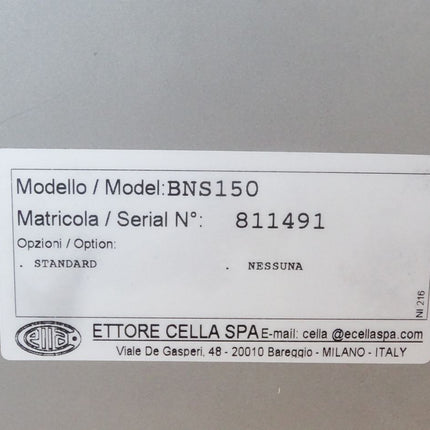 Modello / Model:BNS150
Matricola / Serial N°: 811491
Opzioni / Option:
. STANDARD . NESSUNA
NI 216
ETTORE CELLA SPA E-mail: cella @ecellaspa.com
Viale De Gasperi, 48 - 20010 Bareggio - MILANO - ITALY